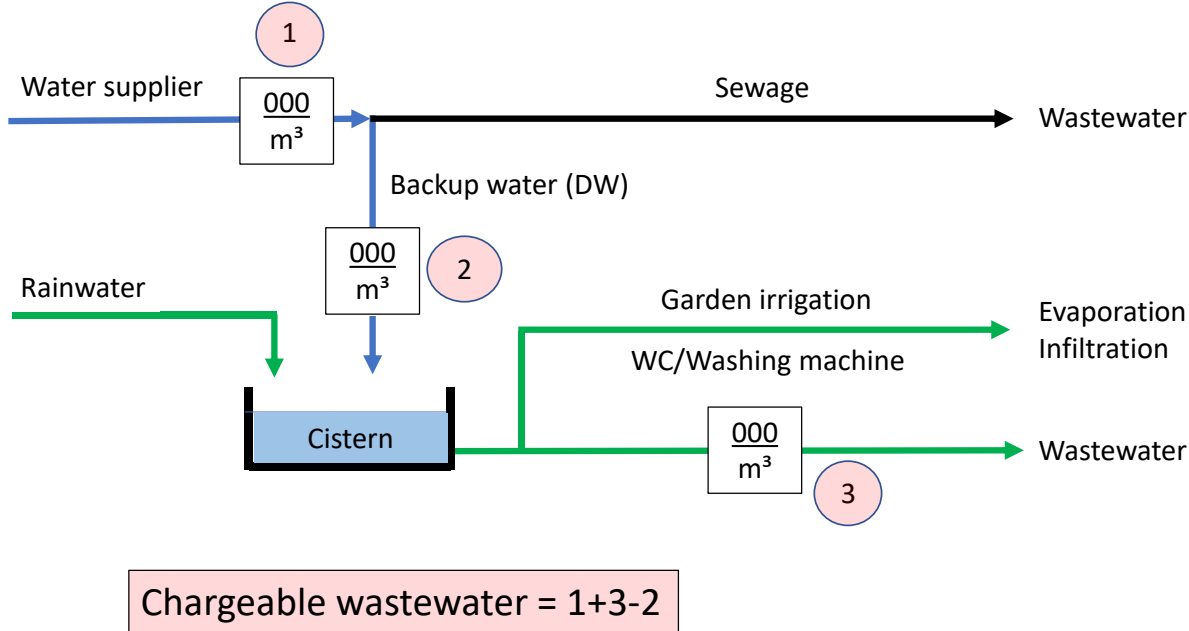 1
Water supplier
000
m³
Sewage
Wastewater
Backup water (DW)
000
m³
2
Rainwater
Garden irrigation
Evaporation
Infiltration
WC/Washing machine
Cistern
000
m³
Wastewater
3
Chargeable wastewater = 1+3-2